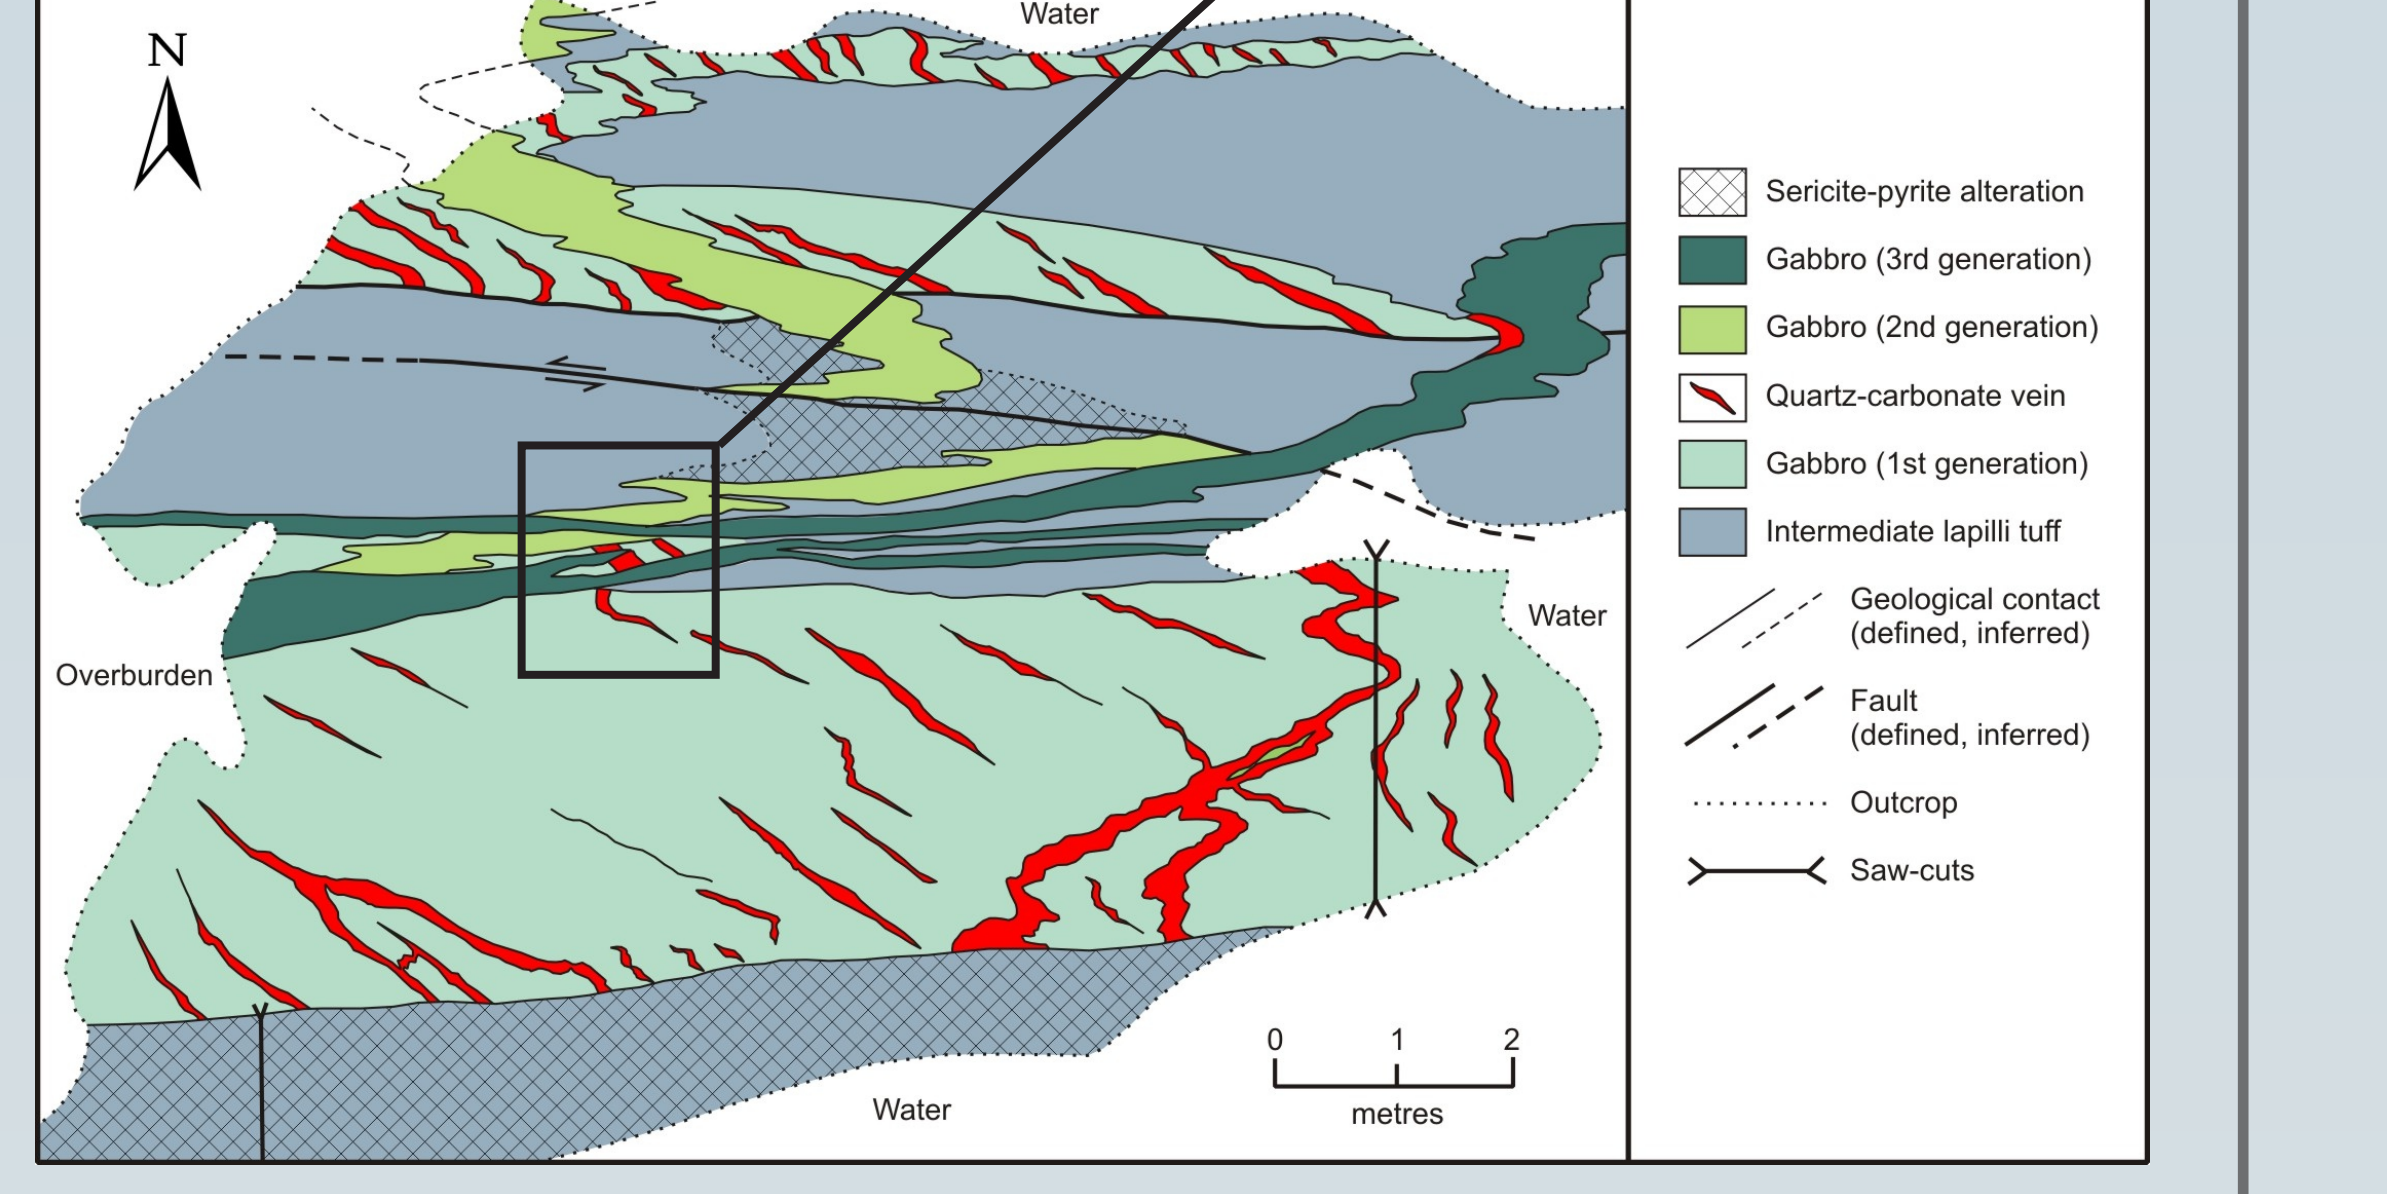 Water
N
Sericite-pyrite alteration
Gabbro (3rd generation)
Gabbro (2nd generation)
Quartz-carbonate vein
Gabbro (1st generation)
Intermediate lapilli tuff
Geological contact
(defined, inferred)
Water
Overburden
Fault
(defined, inferred)
Outcrop
Saw-cuts
0 1 2
metres
Water